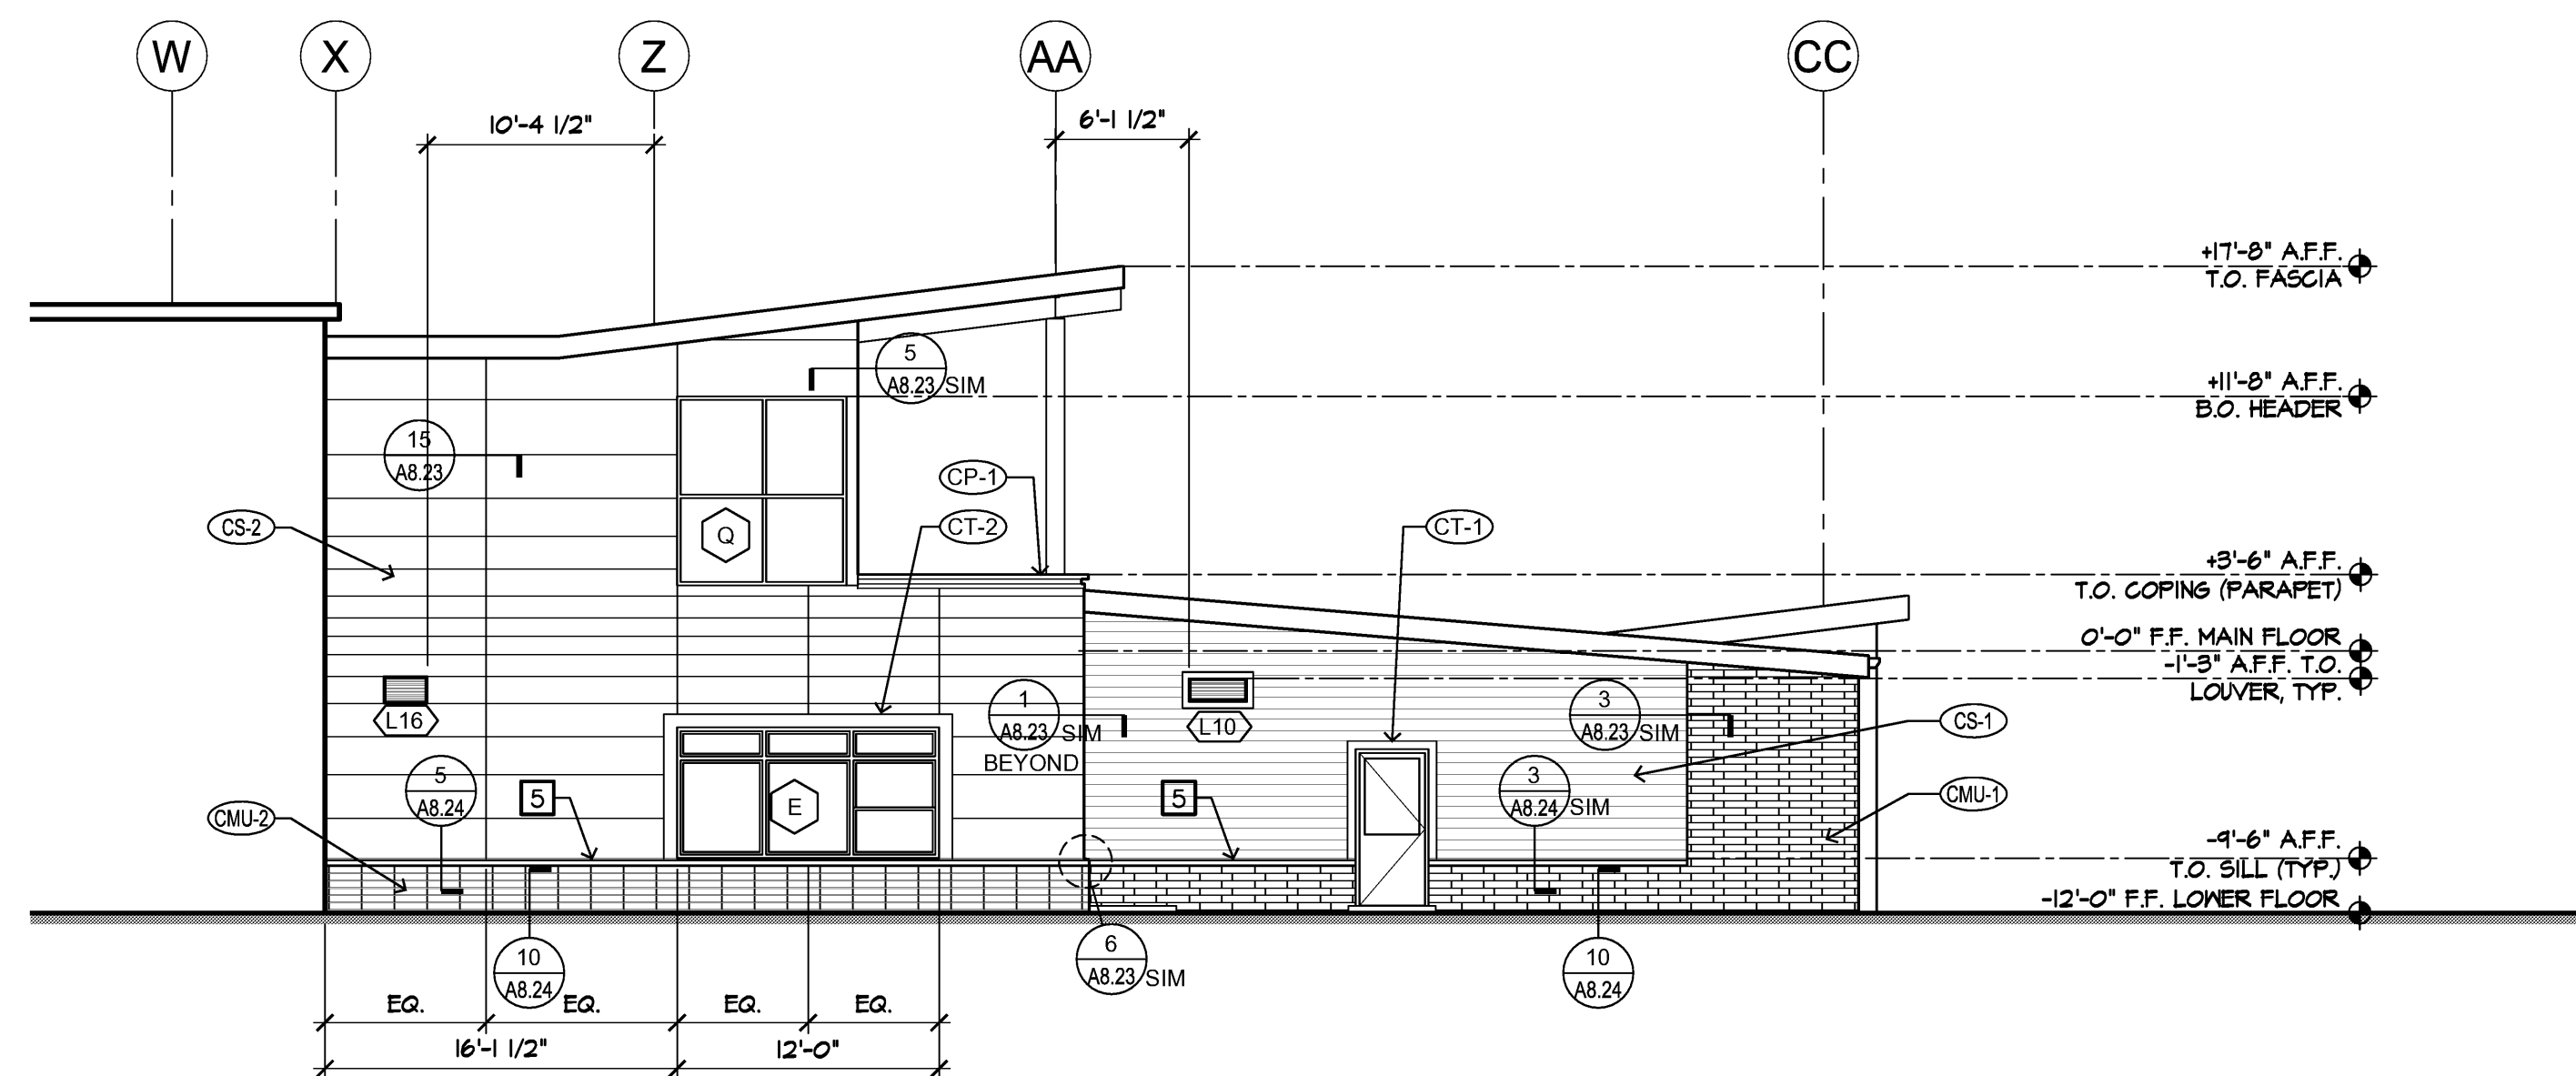 W X Z AA CC
10'-4 1/2"
6'-1 1/2"
+17'-8" A.F.F.
T.O. FASCIA
5
A8.23 SIM
+11'-8" A.F.F.
B.O. HEADER
15
A8.23
CP-1
CS-2
Q
CT-2
CT-1
+3'-6" A.F.F.
T.O. COPING (PARAPET)
0'-0" F.F. MAIN FLOOR
-1'-3" A.F.F. T.O.
LOUVER, TYP.
L16
1
A8.23 SIM
BEYOND
L10
3
A8.23 SIM
CS-1
5
A8.24
5
E
5
3
A8.24 SIM
CMU-1
CMU-2
-9'-6" A.F.F.
T.O. SILL (TYP.)
-12'-0" F.F. LOWER FLOOR
10
A8.24
6
A8.23 SIM
10
A8.24
EQ. EQ. EQ. EQ.
16'-1 1/2" 12'-0"